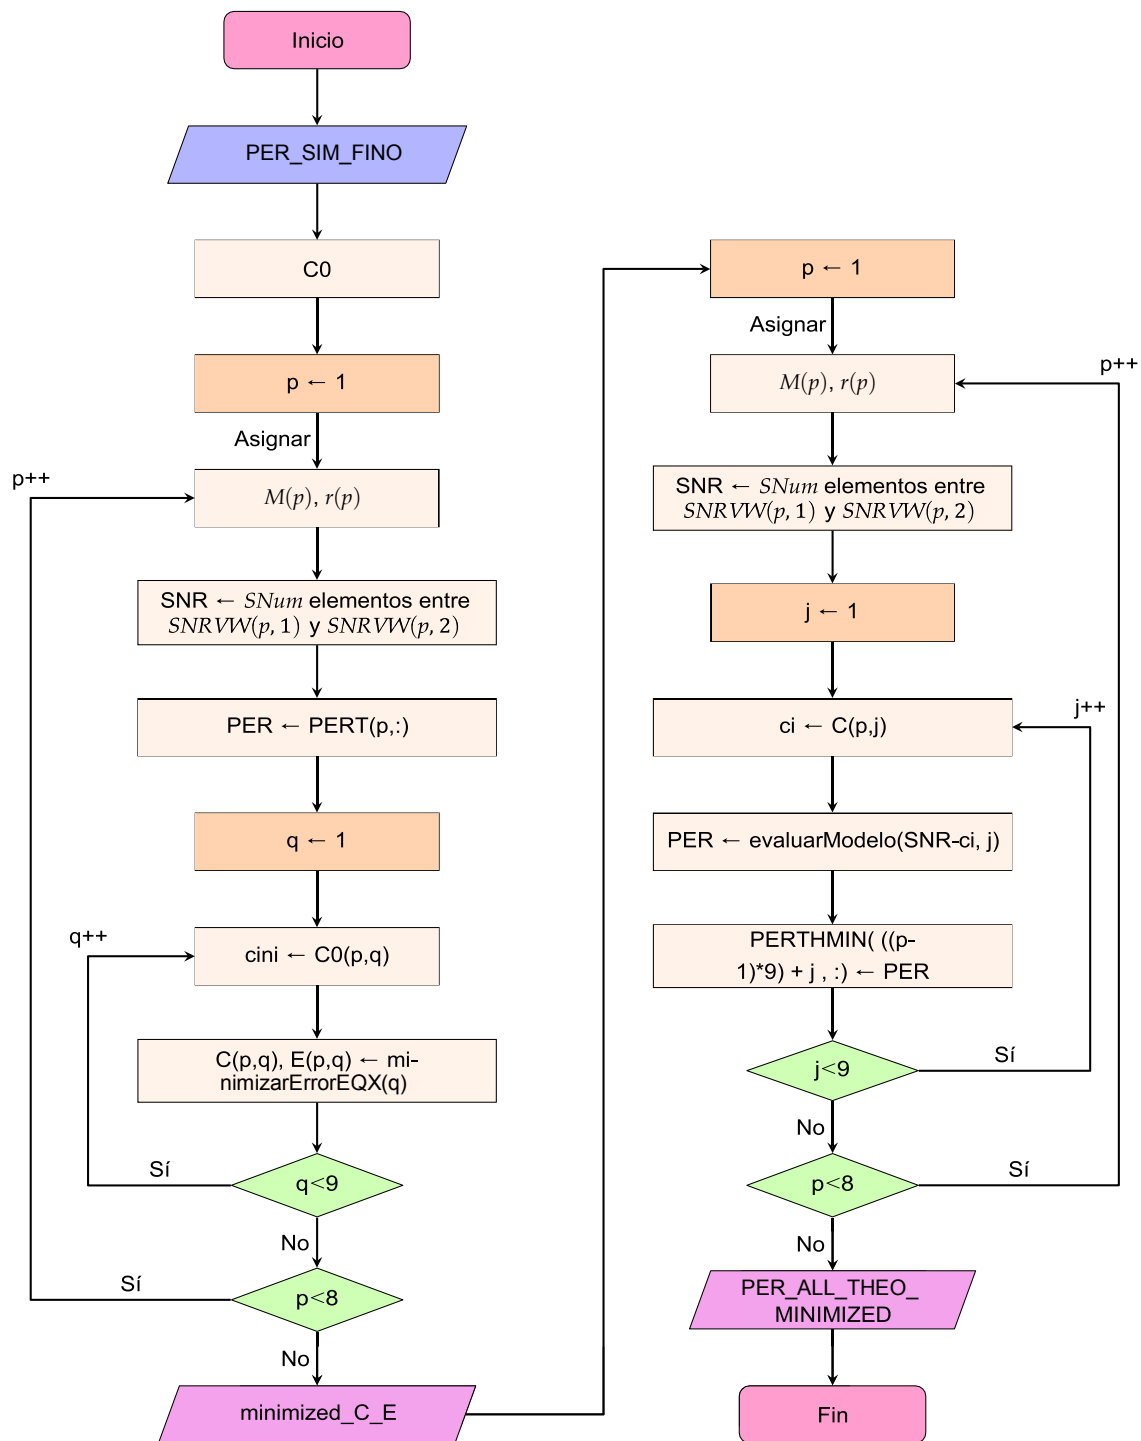 Inicio
PER_SIM_FINO
C0
p ← 1
Asignar
p++
M(p), r(p)
SNR ← SNum elementos entre
SNRVW(p, 1) y SNRVW(p, 2)
PER ← PERT(p,:)
q ← 1
q++
cini ← C0(p,q)
C(p,q), E(p,q) ← mi-
nimizarErrorEQX(q)
Sí
q<9
No
Sí
p<8
No
minimized_C_E
p ← 1
Asignar
p++
M(p), r(p)
SNR ← SNum elementos entre
SNRVW(p, 1) y SNRVW(p, 2)
j ← 1
j++
ci ← C(p,j)
PER ← evaluarModelo(SNR-ci, j)
PERTHMIN( ((p-
1)*9) + j , :) ← PER
j<9
Sí
No
p<8
Sí
No
PER_ALL_THEO_
MINIMIZED
Fin